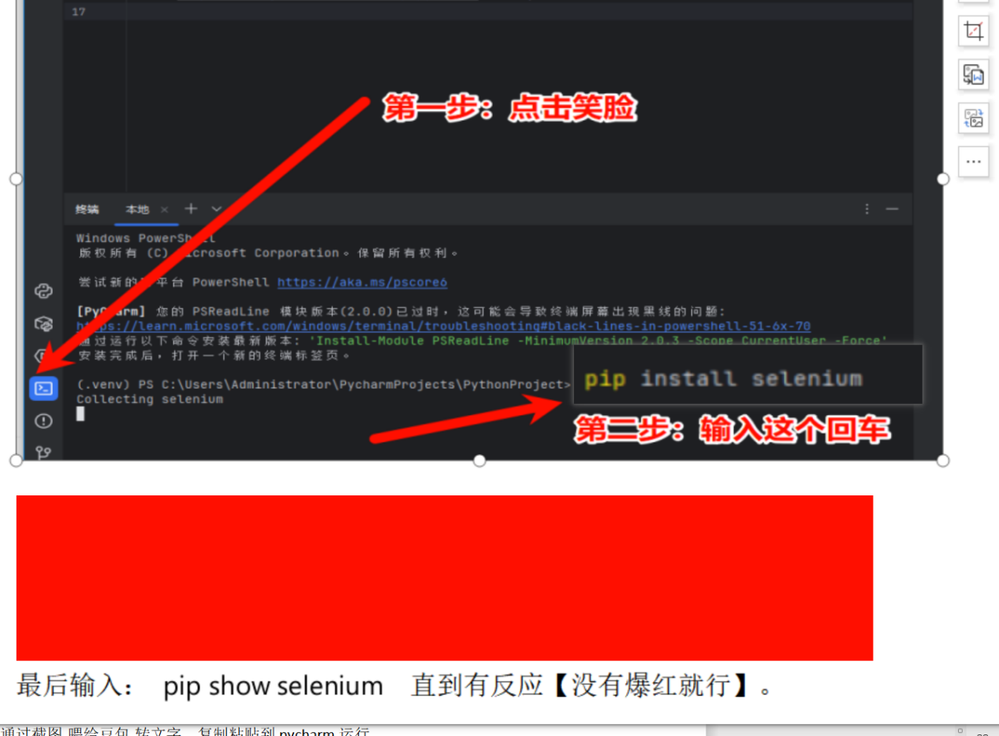 17
第一步：点击笑脸
终端 本地
Windows PowerShell
版权所有 (C) Microsoft Corporation。保留所有权利。
尝试新的跨平台 PowerShell https://aka.ms/pscore6
[PyCharm] 您的 PSReadLine 模块版本(2.0.0)已过时，这可能会导致终端屏幕出现黑线的问题：
https://learn.microsoft.com/windows/terminal/troubleshooting#black-lines-in-powershell-51-6x-70
通过运行以下命令安装最新版本: 'Install-Module PSReadLine -MinimumVersion 2.0.3 -Scope CurrentUser -Force'
安装完成后，打开一个新的终端标签页。
(.venv) PS C:\Users\Administrator\PycharmProjects\PythonProject> pip install selenium
Collecting selenium
第二步：输入这个回车
最后输入： pip show selenium 直到有反应【没有爆红就行】。
通过截图 喂给豆包 转文字 复制粘贴到 pycharm 运行